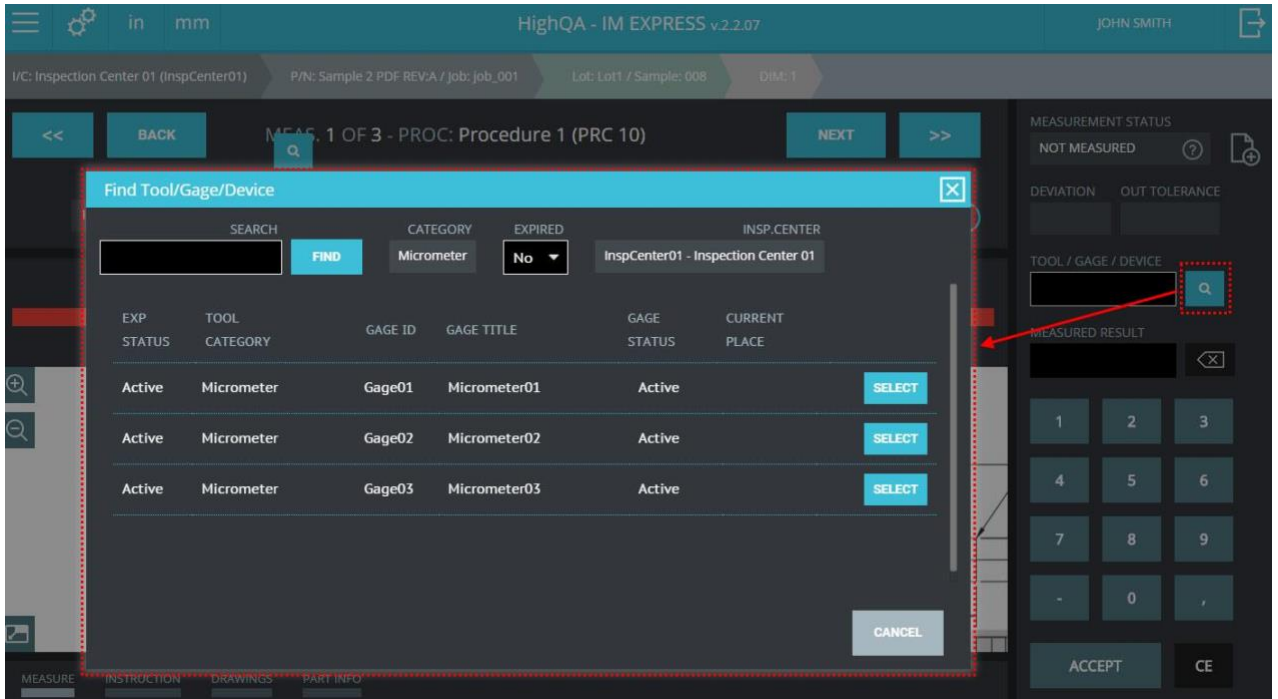 in mm HighQA - IM EXPRESS v.2.2.07 JOHN SMITH
I/C: Inspection Center 01 (InspCenter01) P/N: Sample 2 PDF REV:A / Job: job_001 Lot: Lot1 / Sample: 008 DIM: 1
<< BACK MEAS. 1 OF 3 - PROC: Procedure 1 (PRC 10) NEXT >>
MEASUREMENT STATUS
NOT MEASURED ?
DEVIATION OUT TOLERANCE
TOOL / GAGE / DEVICE
MEASURED RESULT
1 2 3
4 5 6
7 8 9
- 0 ,
ACCEPT CE
Find Tool/Gage/Device
SEARCH CATEGORY EXPIRED INSP.CENTER
FIND Micrometer No InspCenter01 - Inspection Center 01
EXP STATUS TOOL CATEGORY GAGE ID GAGE TITLE GAGE STATUS CURRENT PLACE
Active Micrometer Gage01 Micrometer01 Active SELECT
Active Micrometer Gage02 Micrometer02 Active SELECT
Active Micrometer Gage03 Micrometer03 Active SELECT
CANCEL
MEASURE INSTRUCTION DRAWINGS PART INFO